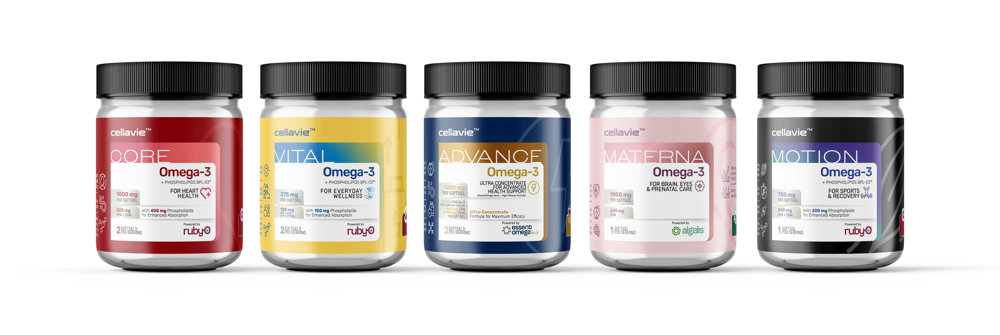 cellavie™
CORE
Omega-3
+ PHOSPHOLIPIDS BPL-03™
FOR HEART
HEALTH
1000 mg
PER SOFTGEL
320 mg
EPA + DHA
With 400 mg Phospholipids
for Enhanced Absorption
2 SOFTGELS
PER SERVING
Powered by
ruby-O
cellavie™
VITAL
Omega-3
+ PHOSPHOLIPIDS BPL-03™
FOR EVERYDAY
WELLNESS
375 mg
PER SOFTGEL
120 mg
EPA + DHA
PER SOFTGEL
With 150 mg Phospholipids
for Enhanced Absorption
2 SOFTGELS
PER SERVING
Powered by
ruby-O
cellavie™
ADVANCE
Omega-3
ULTRA CONCENTRATE
FOR ADVANCED
HEALTH SUPPORT
(EssentiOmega Nova – High Potency Formula)
1000 mg
PER SOFTGEL
700 MG OMEGA-3
Fatty Acids per capsule
460 mg EPA
+ 180 mg DHA
PER SOFTGEL
Ultra-Concentrate
Formula for Maximum Efficacy
2 SOFTGELS
PER SERVING
Powered by
essenti
omega nova
cellavie™
MATERNA
Omega-3
FOR BRAIN, EYES
& PRENATAL CARE
1000 mg
PER SOFTGEL
600 mg
DHA
1 SOFTGEL
PER SERVING
Powered by
algalis
cellavie™
MOTION
Omega-3
+ PHOSPHOLIPIDS BPL-03™
FOR SPORTS
& RECOVERY
750 mg
PER SOFTGEL
240 mg
EPA + DHA
With 300 mg Phospholipids
for Enhanced Absorption
1 SOFTGEL
PER SERVING
Powered by
ruby-O